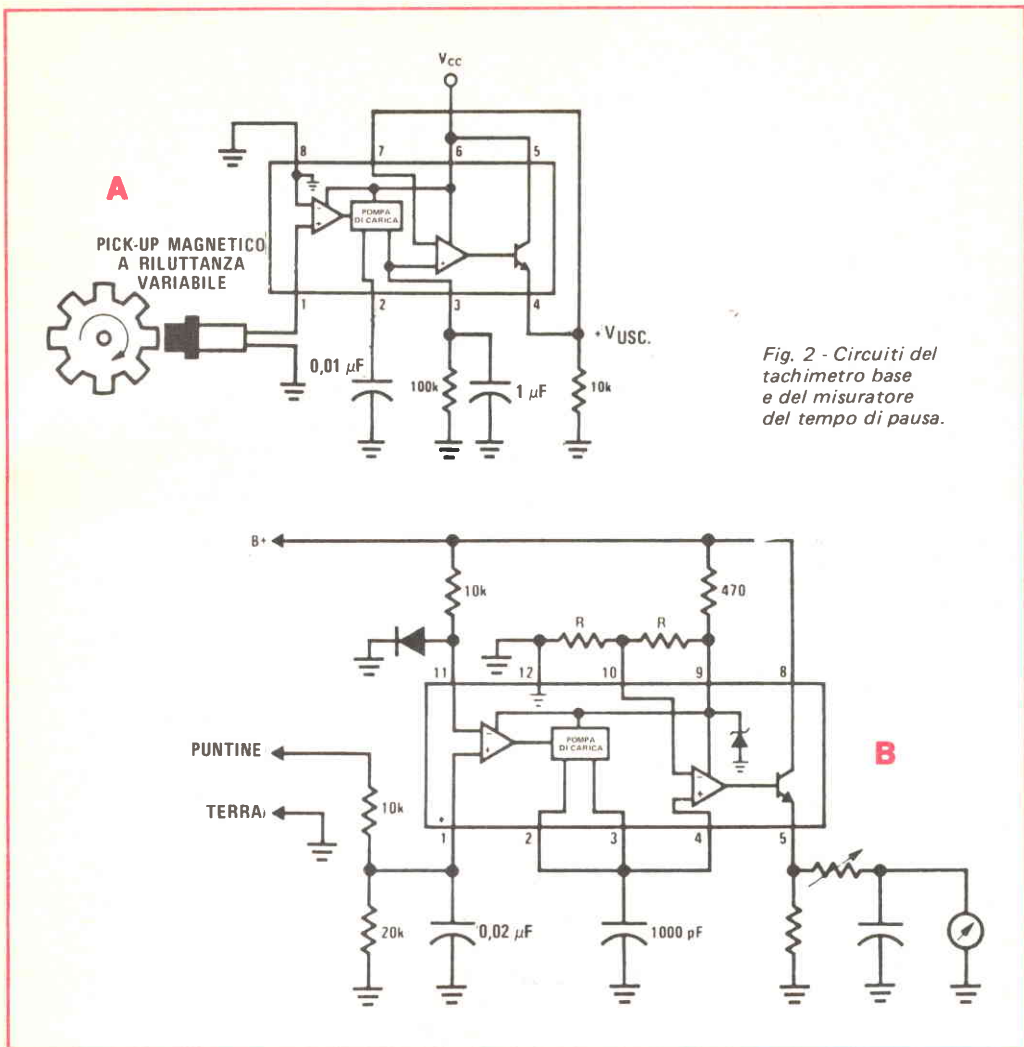 Vcc
8
7
6
5
A
POMPA
DI CARICA
-
+
-
+
PICK-UP MAGNETICO
A RILUTTANZA
VARIABILE
1
2
3
4
+VUSC.
0,01 µF
100k
1 µF
10k
Fig. 2 - Circuiti del
tachimetro base
e del misuratore
del tempo di pausa.
B+
10k
470
R
R
11
12
10
9
8
POMPA
DI CARICA
-
+
-
+
B
PUNTINE
TERRA
10k
1
2
3
4
5
20k
0,02 µF
1000 pF